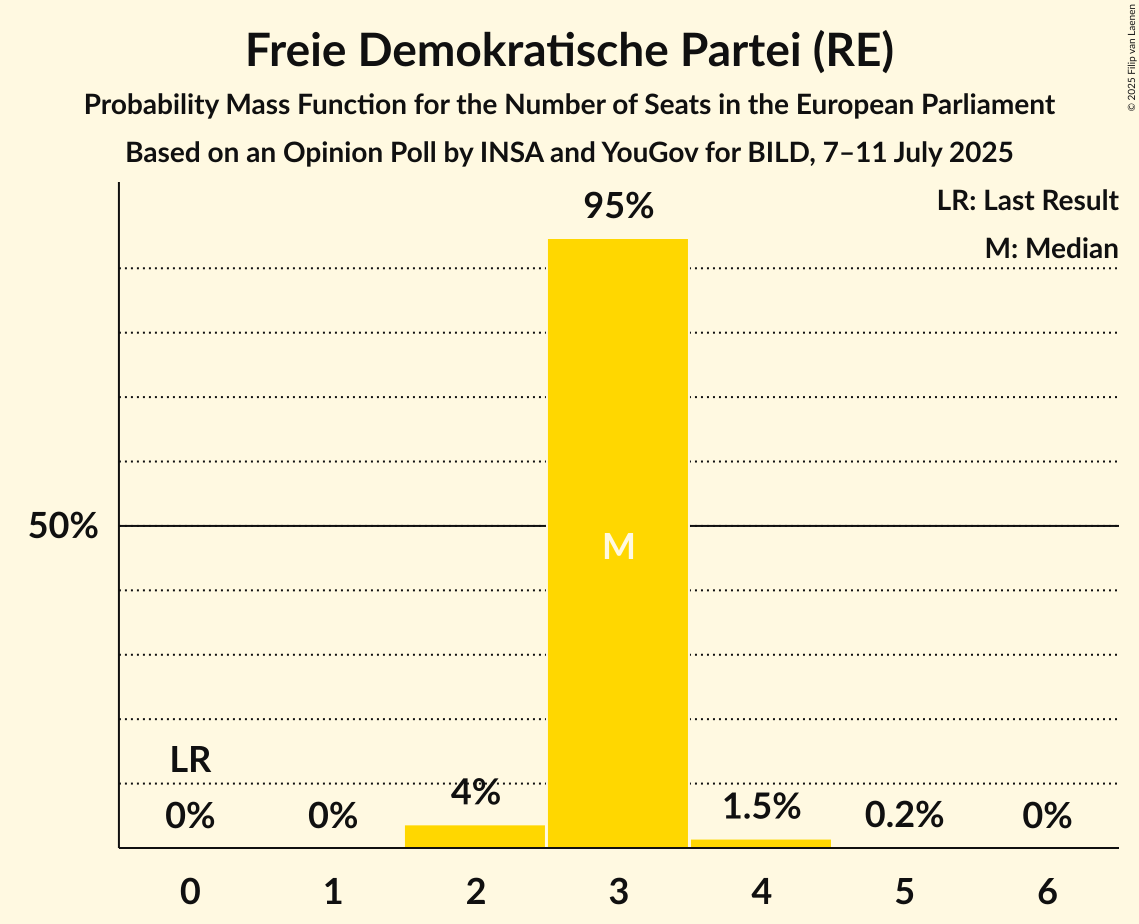 Freie Demokratische Partei (RE)
Probability Mass Function for the Number of Seats in the European Parliament
Based on an Opinion Poll by INSA and YouGov for BILD, 7–11 July 2025
© 2025 Filip van Laenen
LR: Last Result
M: Median
95%
50%
M
LR
0%
0%
4%
1.5%
0.2%
0%
0
1
2
3
4
5
6